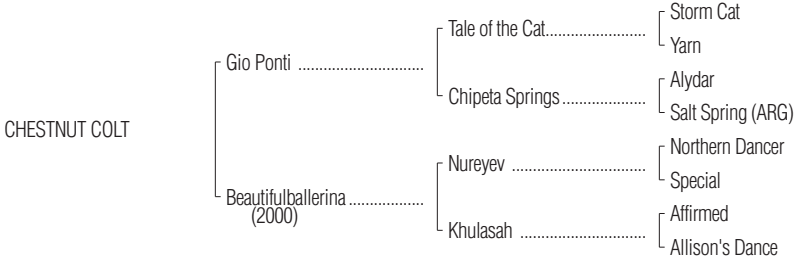 Storm Cat
Tale of the Cat........................
Yarn
Gio Ponti ..............................
Alydar
Chipeta Springs....................
Salt Spring (ARG)
CHESTNUT COLT
Northern Dancer
Nureyev ................................
Special
Beautifulballerina..................
(2000)
Affirmed
Khulasah ..............................
Allison's Dance